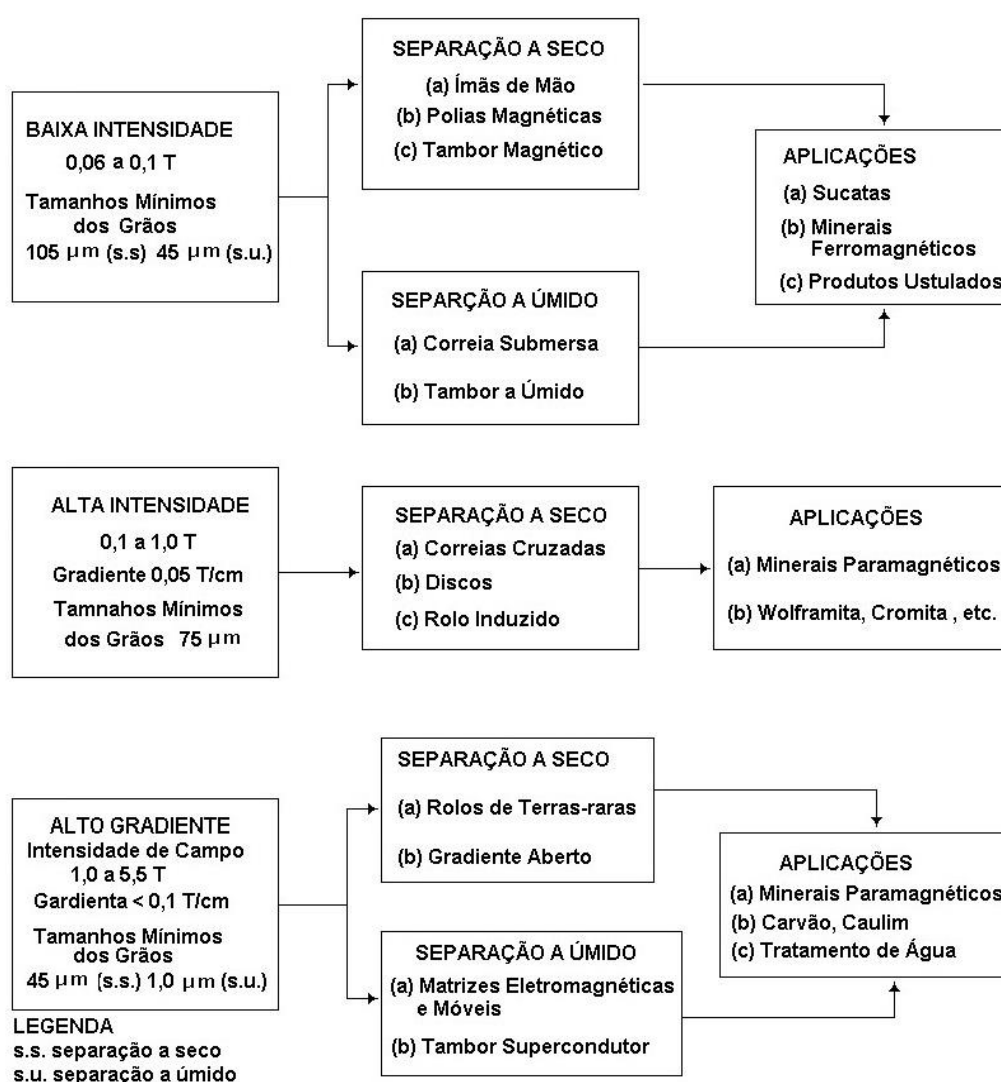 BAIXA INTENSIDADE
0,06 a 0,1 T
Tamanhos Mínimos
dos Grãos
105 μm (s.s) 45 μm (s.u.)
SEPARAÇÃO A SECO
(a) Ímãs de Mão
(b) Polias Magnéticas
(c) Tambor Magnético
SEPARÇÃO A ÚMIDO
(a) Correia Submersa
(b) Tambor a Úmido
APLICAÇÕES
(a) Sucatas
(b) Minerais
Ferromagnéticos
(c) Produtos Ustulados
ALTA INTENSIDADE
0,1 a 1,0 T
Gradiente 0,05 T/cm
Tamnahos Mínimos
dos Grãos 75 μm
SEPARAÇÃO A SECO
(a) Correias Cruzadas
(b) Discos
(c) Rolo Induzido
APLICAÇÕES
(a) Minerais Paramagnéticos
(b) Wolframita, Cromita , etc.
ALTO GRADIENTE
Intensidade de Campo
1,0 a 5,5 T
Gardienta < 0,1 T/cm
Tamanhos Mínimos
dos Grãos
45 μm (s.s.) 1,0 μm (s.u.)
SEPARAÇÃO A SECO
(a) Rolos de Terras-raras
(b) Gradiente Aberto
SEPARAÇÃO A ÚMIDO
(a) Matrizes Eletromagnéticas
e Móveis
(b) Tambor Supercondutor
APLICAÇÕES
(a) Minerais Paramagnéticos
(b) Carvão, Caulim
(c) Tratamento de Água
LEGENDA
s.s. separação a seco
s.u. separação a úmido